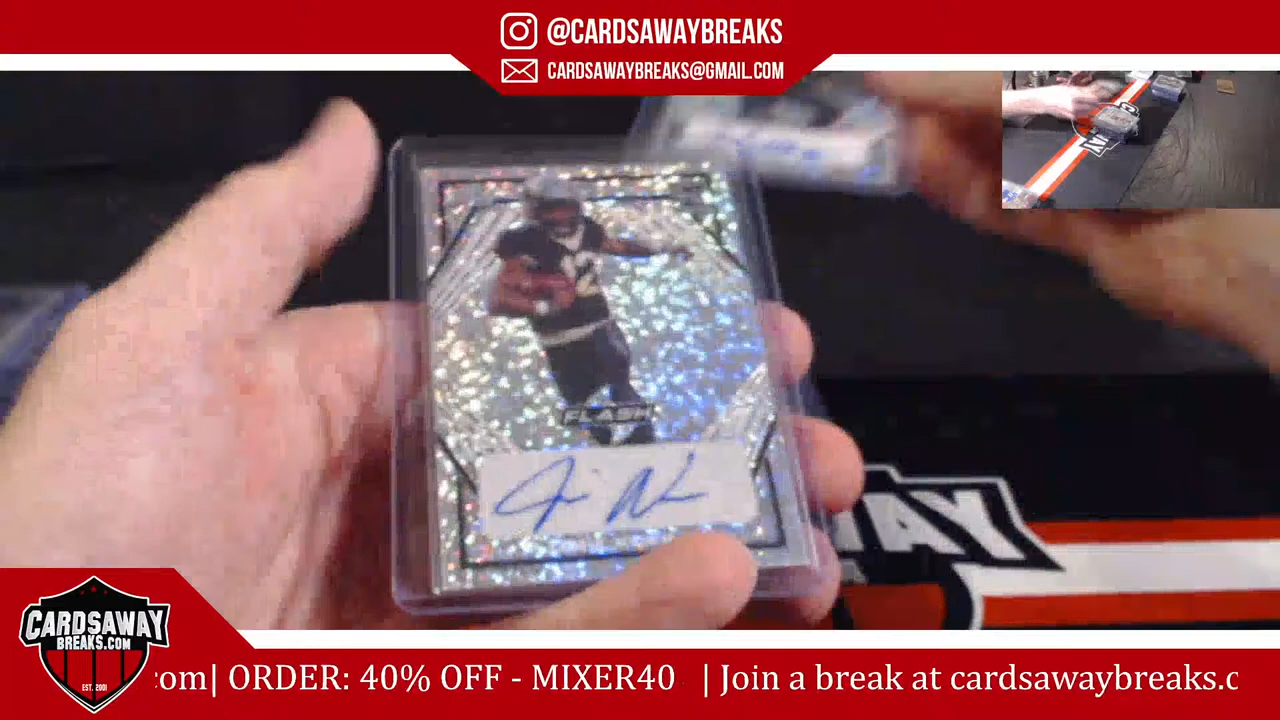 @CARDSAWAYBREAKS
CARDSAWAYBREAKS@GMAIL.COM
FLASH
AWAY
CARDSAWAY
BREAKS.COM
EST. 2001
.com| ORDER: 40% OFF - MIXER40 | Join a break at cardsawaybreaks.c